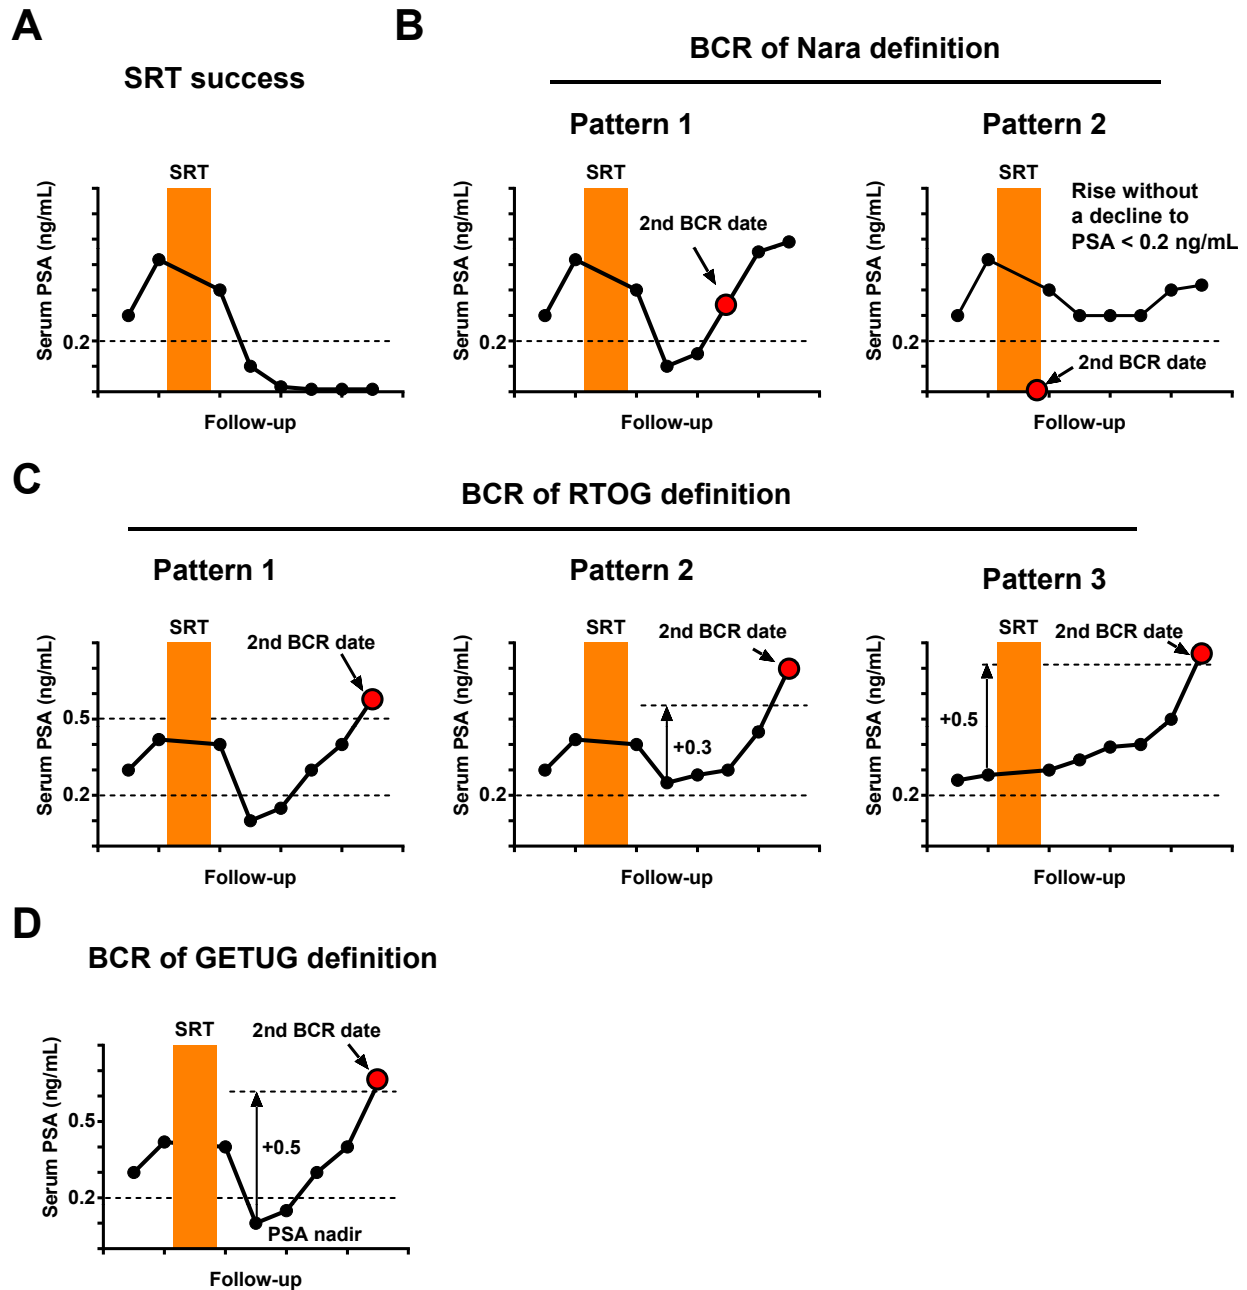 A
SRT success
SRT
Serum PSA (ng/mL)
0.2
Follow-up
B
BCR of Nara definition
Pattern 1
SRT
2nd BCR date
Serum PSA (ng/mL)
0.2
Follow-up
Pattern 2
SRT
Rise without
a decline to
PSA < 0.2 ng/mL
Serum PSA (ng/mL)
0.2
2nd BCR date
Follow-up
C
BCR of RTOG definition
Pattern 1
SRT
2nd BCR date
Serum PSA (ng/mL)
0.5
0.2
Follow-up
Pattern 2
SRT
2nd BCR date
Serum PSA (ng/mL)
+0.3
0.2
Follow-up
Pattern 3
SRT
2nd BCR date
Serum PSA (ng/mL)
+0.5
0.2
Follow-up
D
BCR of GETUG definition
SRT
2nd BCR date
Serum PSA (ng/mL)
0.5
+0.5
0.2
PSA nadir
Follow-up